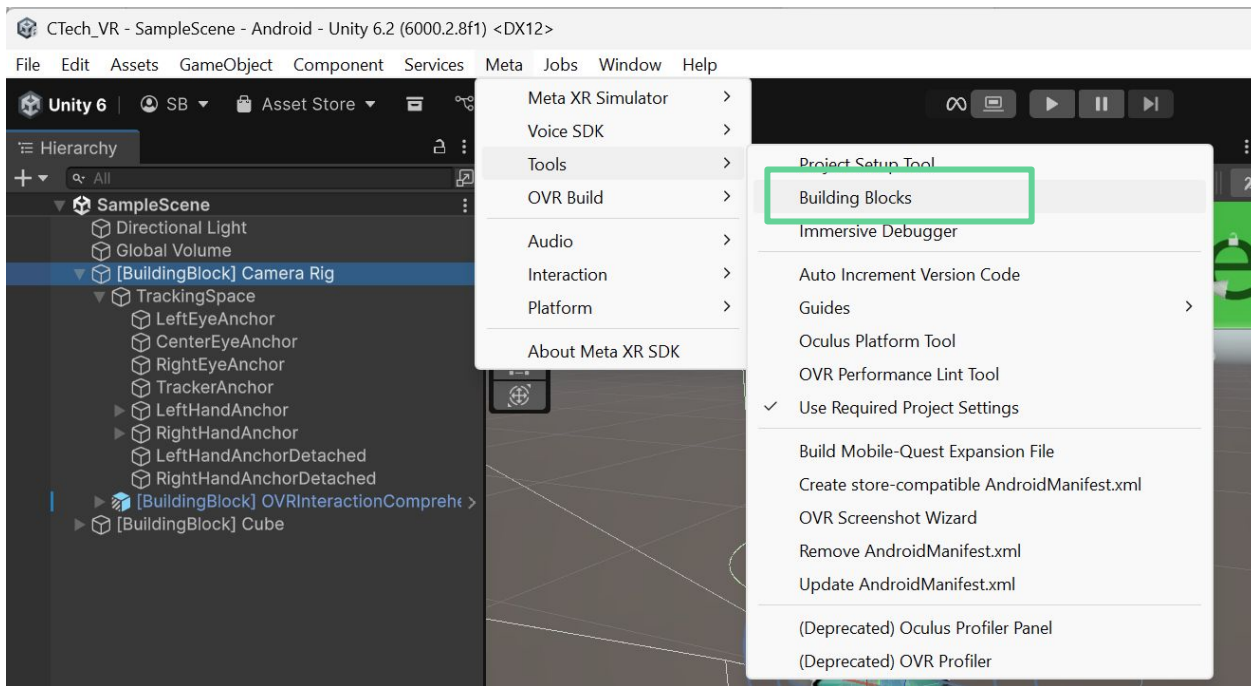 CTech_VR - SampleScene - Android - Unity 6.2 (6000.2.8f1) <DX12>
File Edit Assets GameObject Component Services Meta Jobs Window Help
Unity 6 SB Asset Store
Hierarchy
All
SampleScene
Directional Light
Global Volume
[BuildingBlock] Camera Rig
TrackingSpace
LeftEyeAnchor
CenterEyeAnchor
RightEyeAnchor
TrackerAnchor
LeftHandAnchor
RightHandAnchor
LeftHandAnchorDetached
RightHandAnchorDetached
[BuildingBlock] OVRInteractionComprehe
[BuildingBlock] Cube
Meta XR Simulator
Voice SDK
Tools
OVR Build
Audio
Interaction
Platform
About Meta XR SDK
Project Setup Tool
Building Blocks
Immersive Debugger
Auto Increment Version Code
Guides
Oculus Platform Tool
OVR Performance Lint Tool
Use Required Project Settings
Build Mobile-Quest Expansion File
Create store-compatible AndroidManifest.xml
OVR Screenshot Wizard
Remove AndroidManifest.xml
Update AndroidManifest.xml
(Deprecated) Oculus Profiler Panel
(Deprecated) OVR Profiler